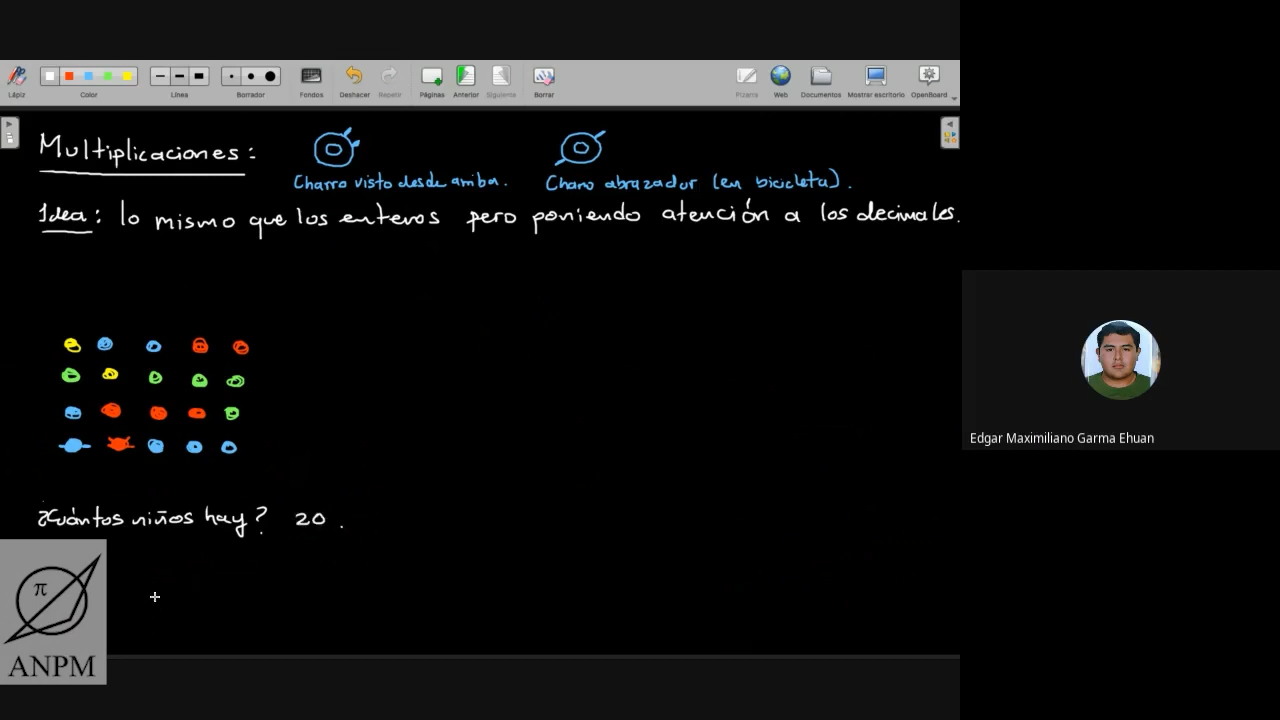 Lápiz Color Línea Borrador Fondos Deshacer Repetir Páginas Anterior Siguiente Borrar Pizarra Web Documentos Mostrar escritorio OpenBoard
Multiplicaciones:
Charro visto desde arriba. Charro abrazador (en bicicleta).
Idea: lo mismo que los enteros pero poniendo atención a los decimales.
Edgar Maximiliano Garma Ehuan
¿Cuántos niños hay? 20.
π
ANPM